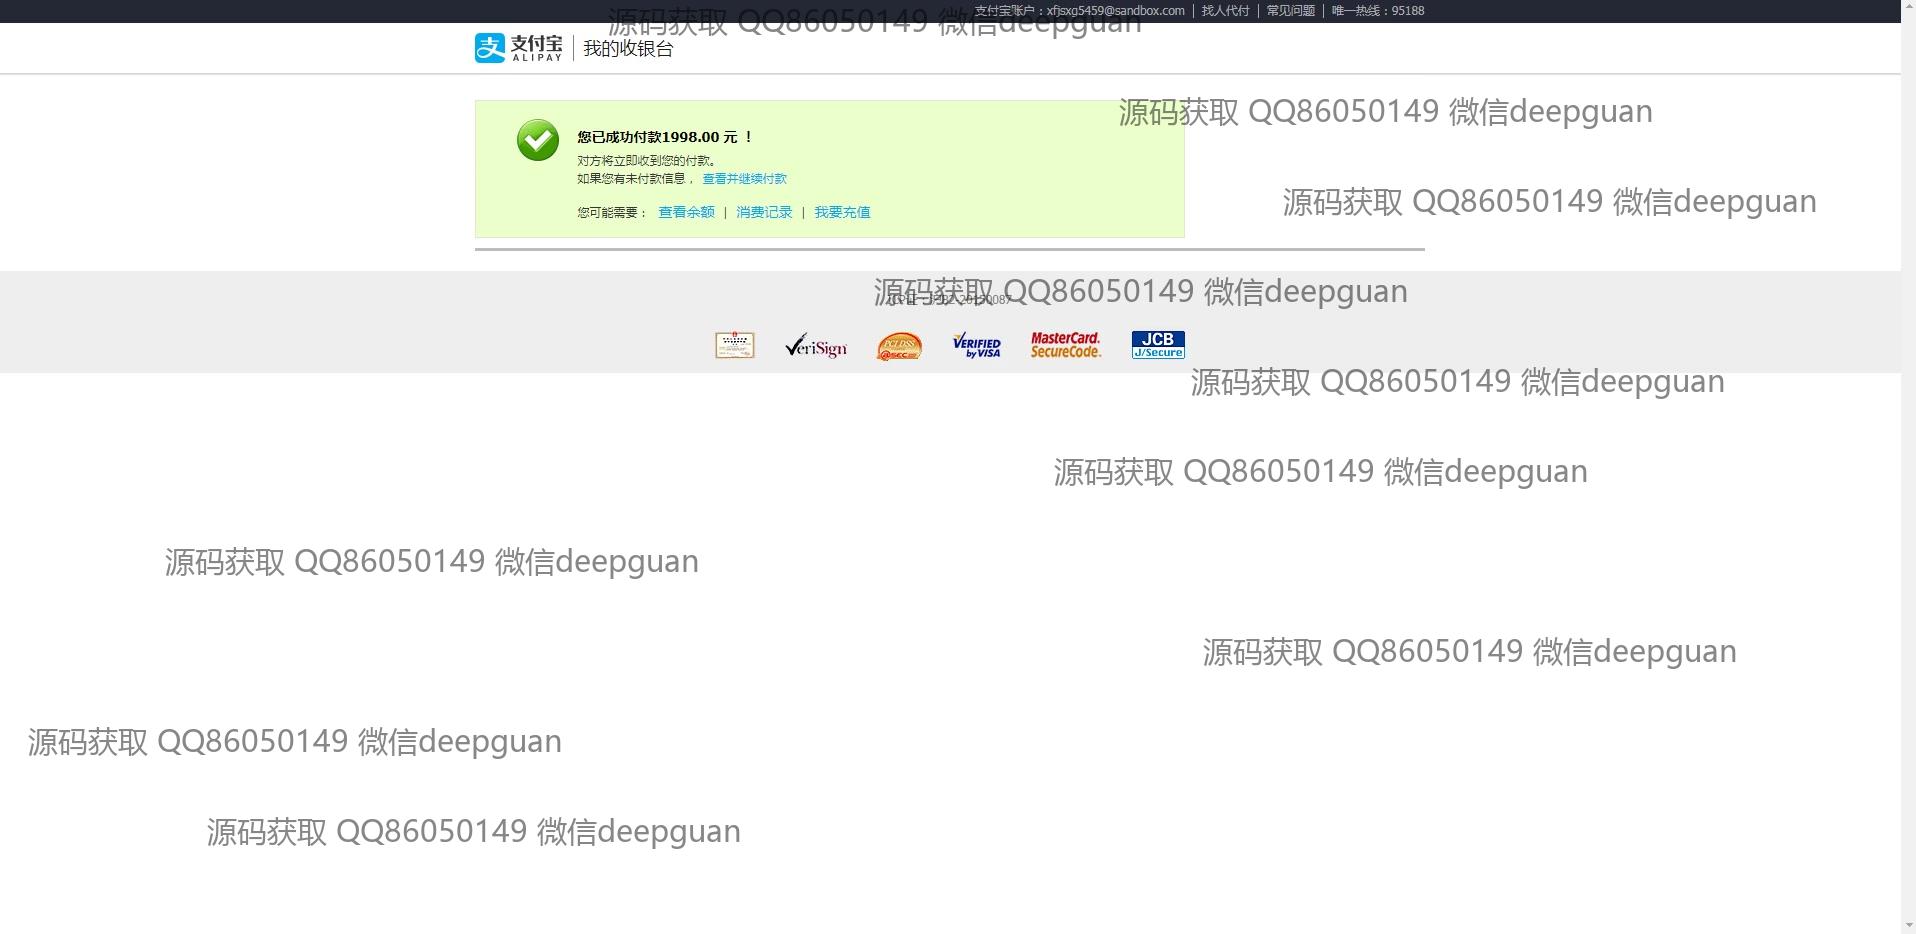 支付宝账户：xfjsxg5459@sandbox.com | 找人代付 | 常见问题 | 唯一热线：95188
源码获取 QQ86050149 微信deepguan
支付宝 ALIPAY | 我的收银台
源码获取 QQ86050149 微信deepguan
您已成功付款1998.00 元 ！
对方将立即收到您的付款。
如果您有未付款信息， 查看并继续付款
源码获取 QQ86050149 微信deepguan
您可能需要： 查看余额 | 消费记录 | 我要充值
源码获取 QQ86050149 微信deepguan
VeriSign
PCI DSS
@SEC
VERIFIED by VISA
MasterCard. SecureCode.
JCB J/Secure
源码获取 QQ86050149 微信deepguan
源码获取 QQ86050149 微信deepguan
源码获取 QQ86050149 微信deepguan
源码获取 QQ86050149 微信deepguan
源码获取 QQ86050149 微信deepguan
源码获取 QQ86050149 微信deepguan